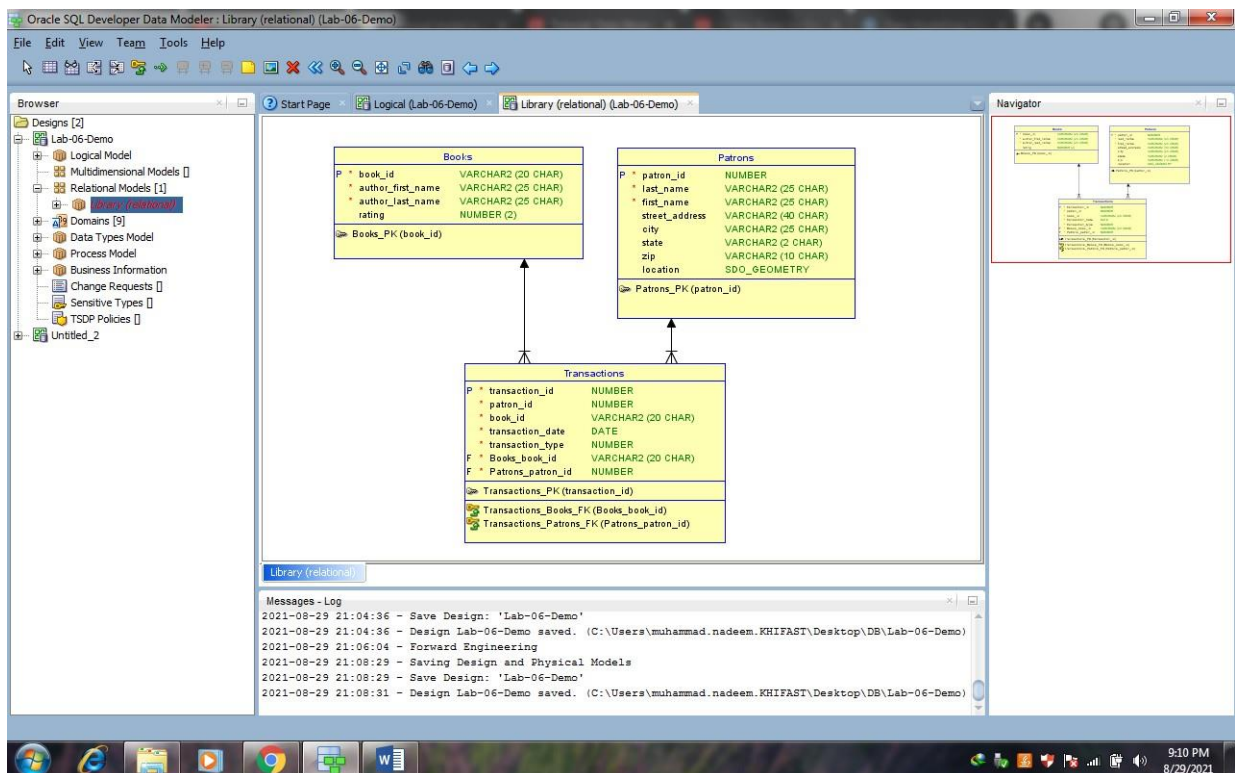 Oracle SQL Developer Data Modeler : Library (relational) (Lab-06-Demo)
File Edit View Team Tools Help
Browser
Designs [2]
Lab-06-Demo
Logical Model
Multidimensional Models []
Relational Models [1]
Library (relational)
Domains [9]
Data Types Model
Process Model
Business Information
Change Requests []
Sensitive Types []
TSDP Policies []
Untitled_2
Start Page
Logical (Lab-06-Demo)
Library (relational) (Lab-06-Demo)
Books
P * book_id VARCHAR2 (20 CHAR)
* author_first_name VARCHAR2 (25 CHAR)
* author_last_name VARCHAR2 (25 CHAR)
rating NUMBER (2)
Books_PK (book_id)
Patrons
P * patron_id NUMBER
* last_name VARCHAR2 (25 CHAR)
* first_name VARCHAR2 (25 CHAR)
street_address VARCHAR2 (40 CHAR)
city VARCHAR2 (25 CHAR)
state VARCHAR2 (2 CHAR)
zip VARCHAR2 (10 CHAR)
location SDO_GEOMETRY
Patrons_PK (patron_id)
Transactions
P * transaction_id NUMBER
* patron_id NUMBER
* book_id VARCHAR2 (20 CHAR)
* transaction_date DATE
* transaction_type NUMBER
F * Books_book_id VARCHAR2 (20 CHAR)
F * Patrons_patron_id NUMBER
Transactions_PK (transaction_id)
Transactions_Books_FK (Books_book_id)
Transactions_Patrons_FK (Patrons_patron_id)
Library (relational)
Messages - Log
2021-08-29 21:04:36 - Save Design: 'Lab-06-Demo'
2021-08-29 21:04:36 - Design Lab-06-Demo saved. (C:\Users\muhammad.nadeem.KHIFAST\Desktop\DB\Lab-06-Demo)
2021-08-29 21:06:04 - Forward Engineering
2021-08-29 21:08:29 - Saving Design and Physical Models
2021-08-29 21:08:29 - Save Design: 'Lab-06-Demo'
2021-08-29 21:08:31 - Design Lab-06-Demo saved. (C:\Users\muhammad.nadeem.KHIFAST\Desktop\DB\Lab-06-Demo)
Navigator
9:10 PM
8/29/2021